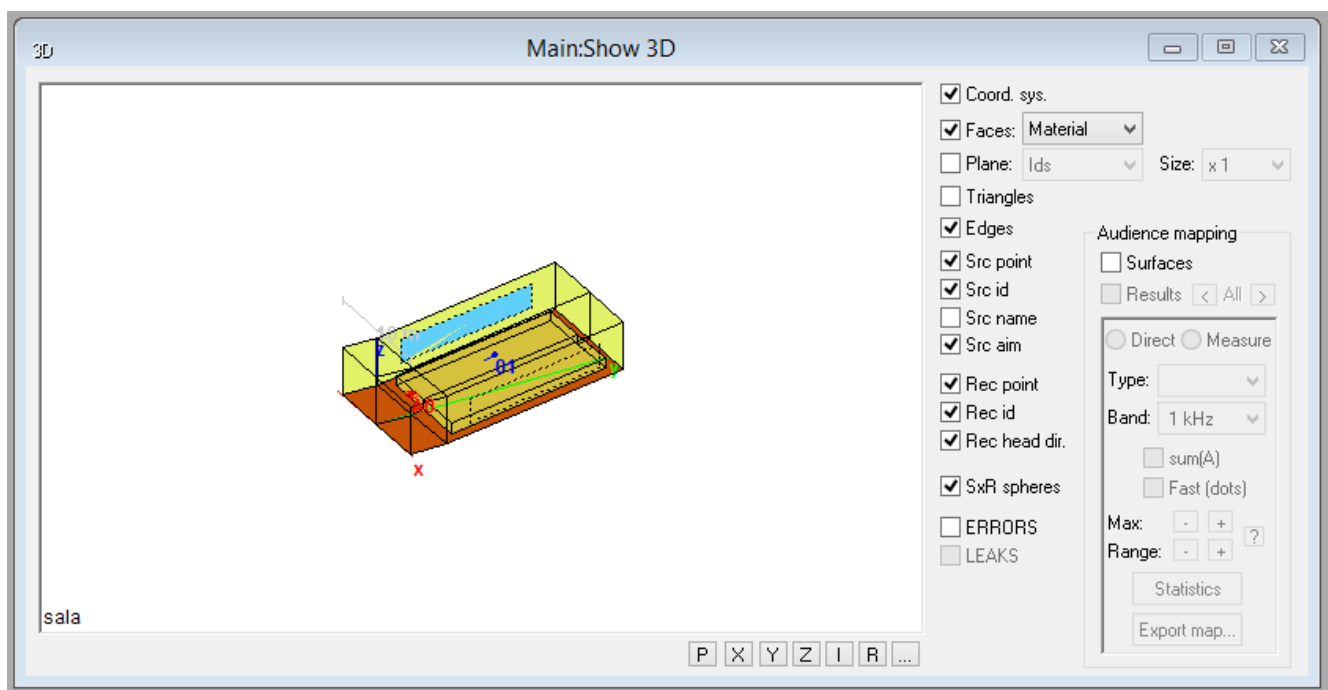 3D Main:Show 3D
Coord. sys.
Faces: Material
Plane: Ids Size: x 1
Triangles
Edges
Src point
Src id
Src name
Src aim
Rec point
Rec id
Rec head dir.
SxR spheres
ERRORS
LEAKS
Audience mapping
Surfaces
Results < All >
Direct Measure
Type:
Band: 1 kHz
sum(A)
Fast (dots)
Max: - +
?
Range: - +
Statistics
Export map...
z
01
y
x
sala
P X Y Z I R ...